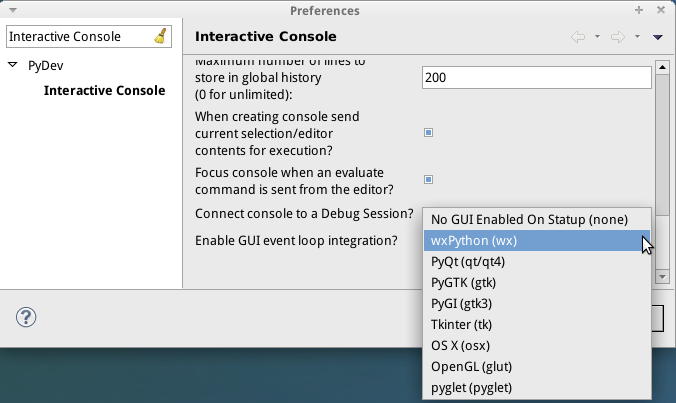 Preferences
Interactive Console
Interactive Console
PyDev
Interactive Console
Maximum number of lines to
store in global history
(0 for unlimited):
200
When creating console send
current selection/editor
contents for execution?
Focus console when an evaluate
command is sent from the editor?
Connect console to a Debug Session?
Enable GUI event loop integration?
No GUI Enabled On Statup (none)
wxPython (wx)
PyQt (qt/qt4)
PyGTK (gtk)
PyGI (gtk3)
Tkinter (tk)
OS X (osx)
OpenGL (glut)
pyglet (pyglet)
?